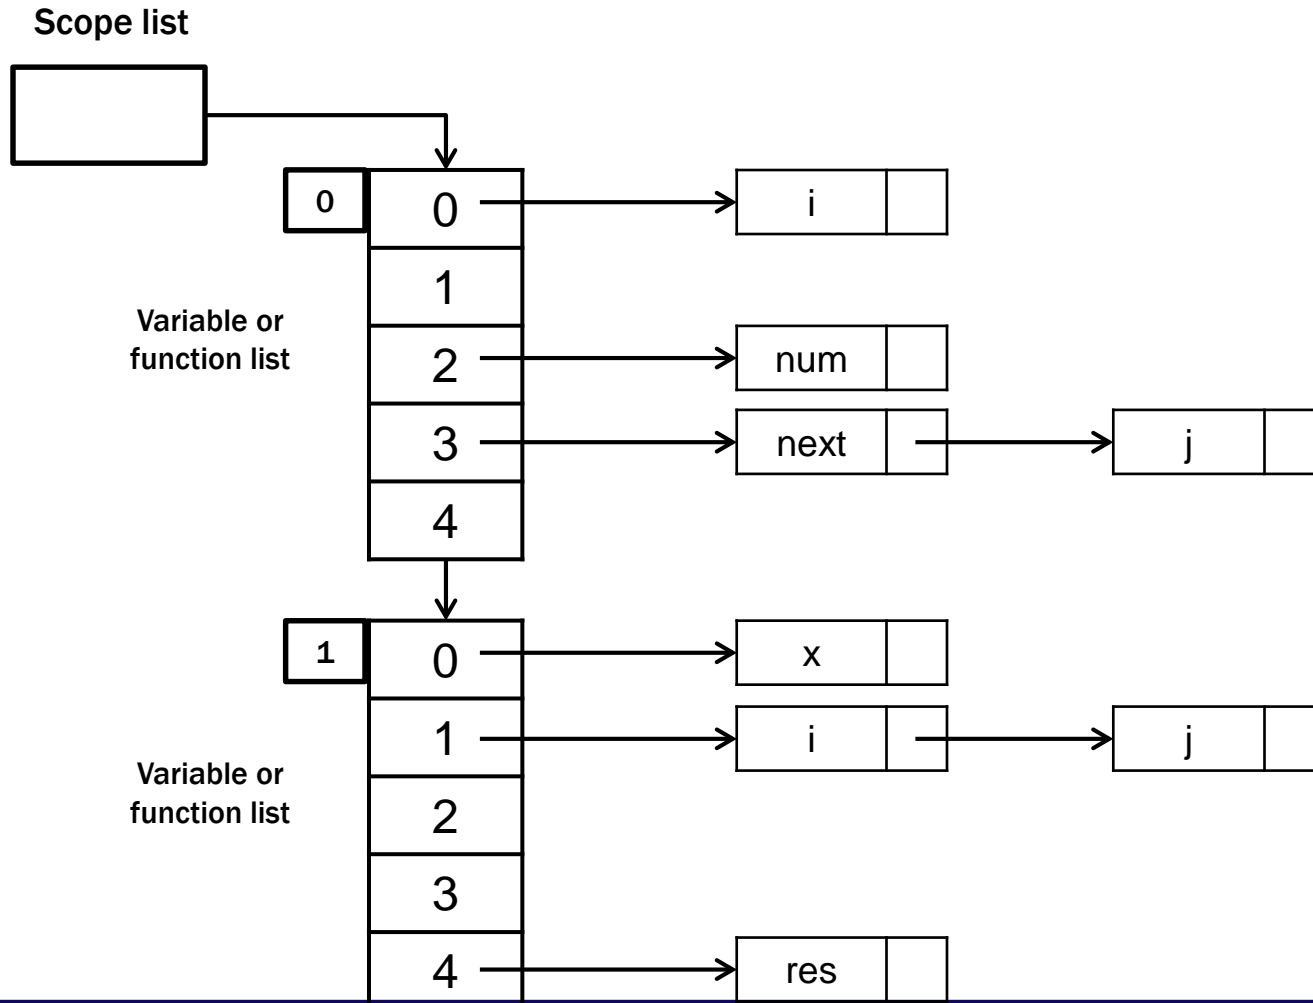 Scope list
0
0
i
1
Variable or
function list
2
num
3
next
j
4
1
0
x
1
i
j
Variable or
function list
2
3
4
res